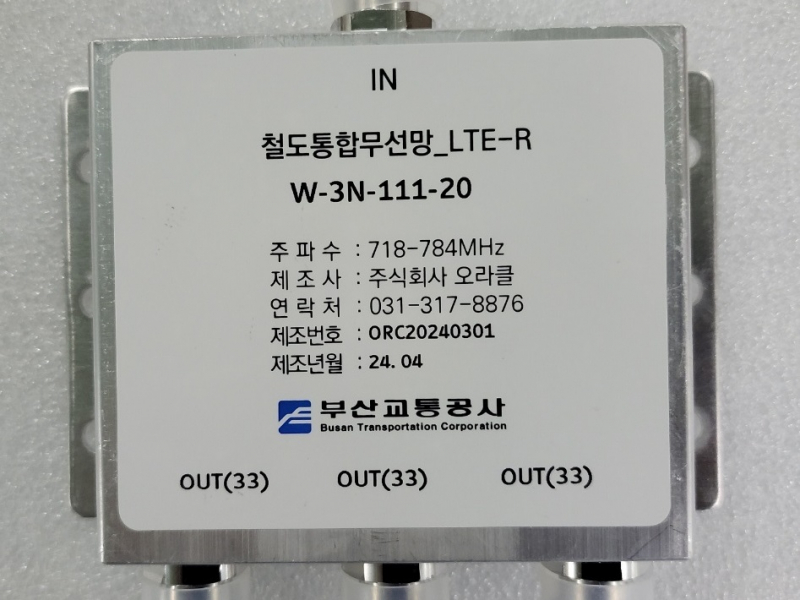 IN
철도통합무선망_LTE-R
W-3N-111-20
주 파 수 : 718-784MHz
제 조 사 : 주식회사 오라클
연 락 처 : 031-317-8876
제조번호 : ORC20240301
제조년월 : 24. 04
부산교통공사
Busan Transportation Corporation
OUT(33) OUT(33) OUT(33)